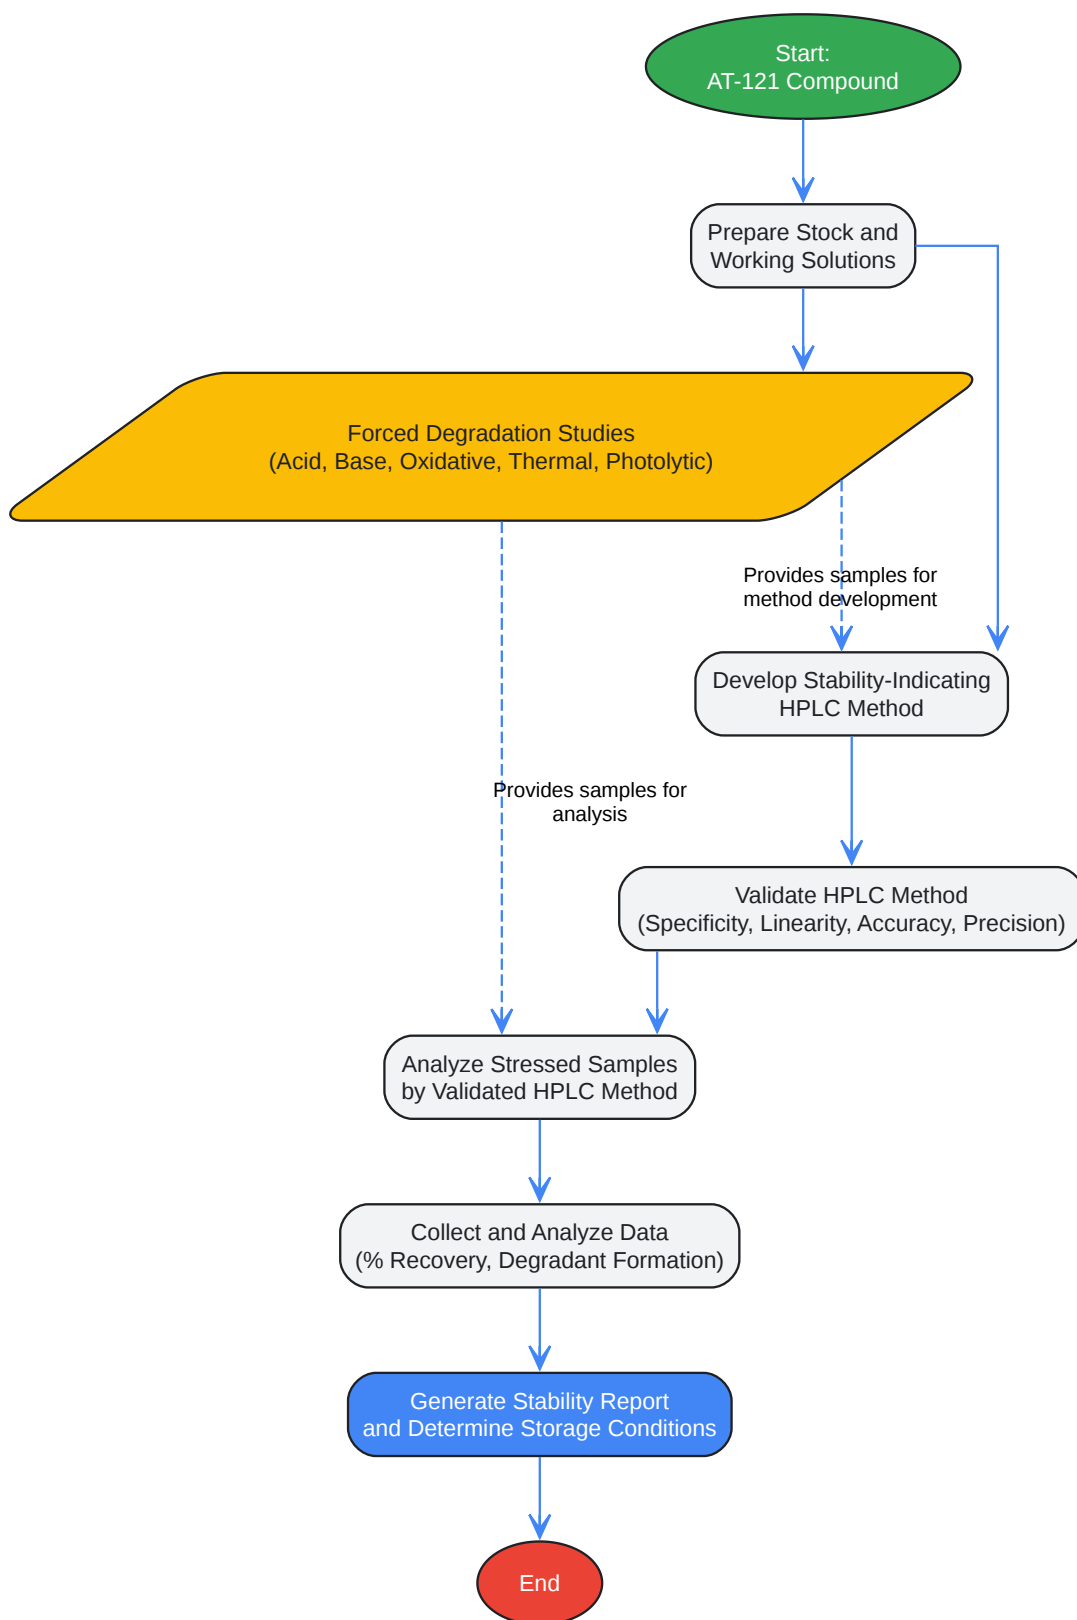 Start:
AT-121 Compound
Prepare Stock and
Working Solutions
Forced Degradation Studies
(Acid, Base, Oxidative, Thermal, Photolytic)
Provides samples for
method development
Develop Stability-Indicating
HPLC Method
Provides samples for
analysis
Validate HPLC Method
(Specificity, Linearity, Accuracy, Precision)
Analyze Stressed Samples
by Validated HPLC Method
Collect and Analyze Data
(% Recovery, Degradant Formation)
Generate Stability Report
and Determine Storage Conditions
End